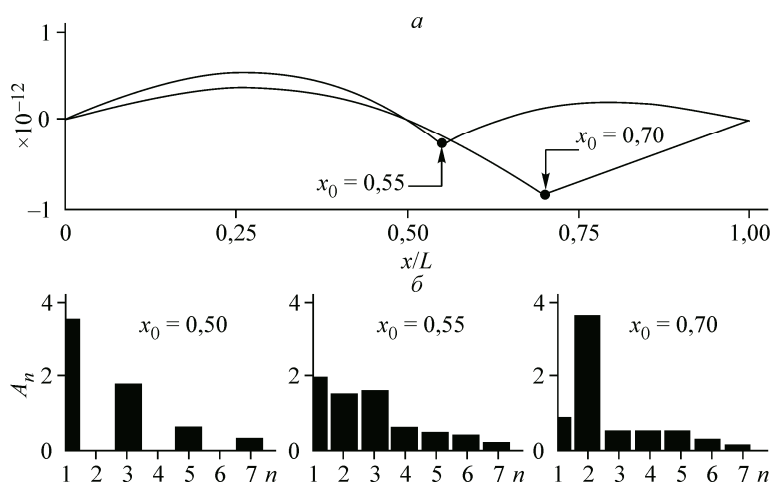 а
1
0
−1
×10⁻¹²
x₀ = 0,55
x₀ = 0,70
0 0,25 0,50 0,75 1,00
x/L
б
Aₙ
4 4 4
x₀ = 0,50 x₀ = 0,55 x₀ = 0,70
2 2 2
0 0 0
1 2 3 4 5 6 7 n 1 2 3 4 5 6 7 n 1 2 3 4 5 6 7 n